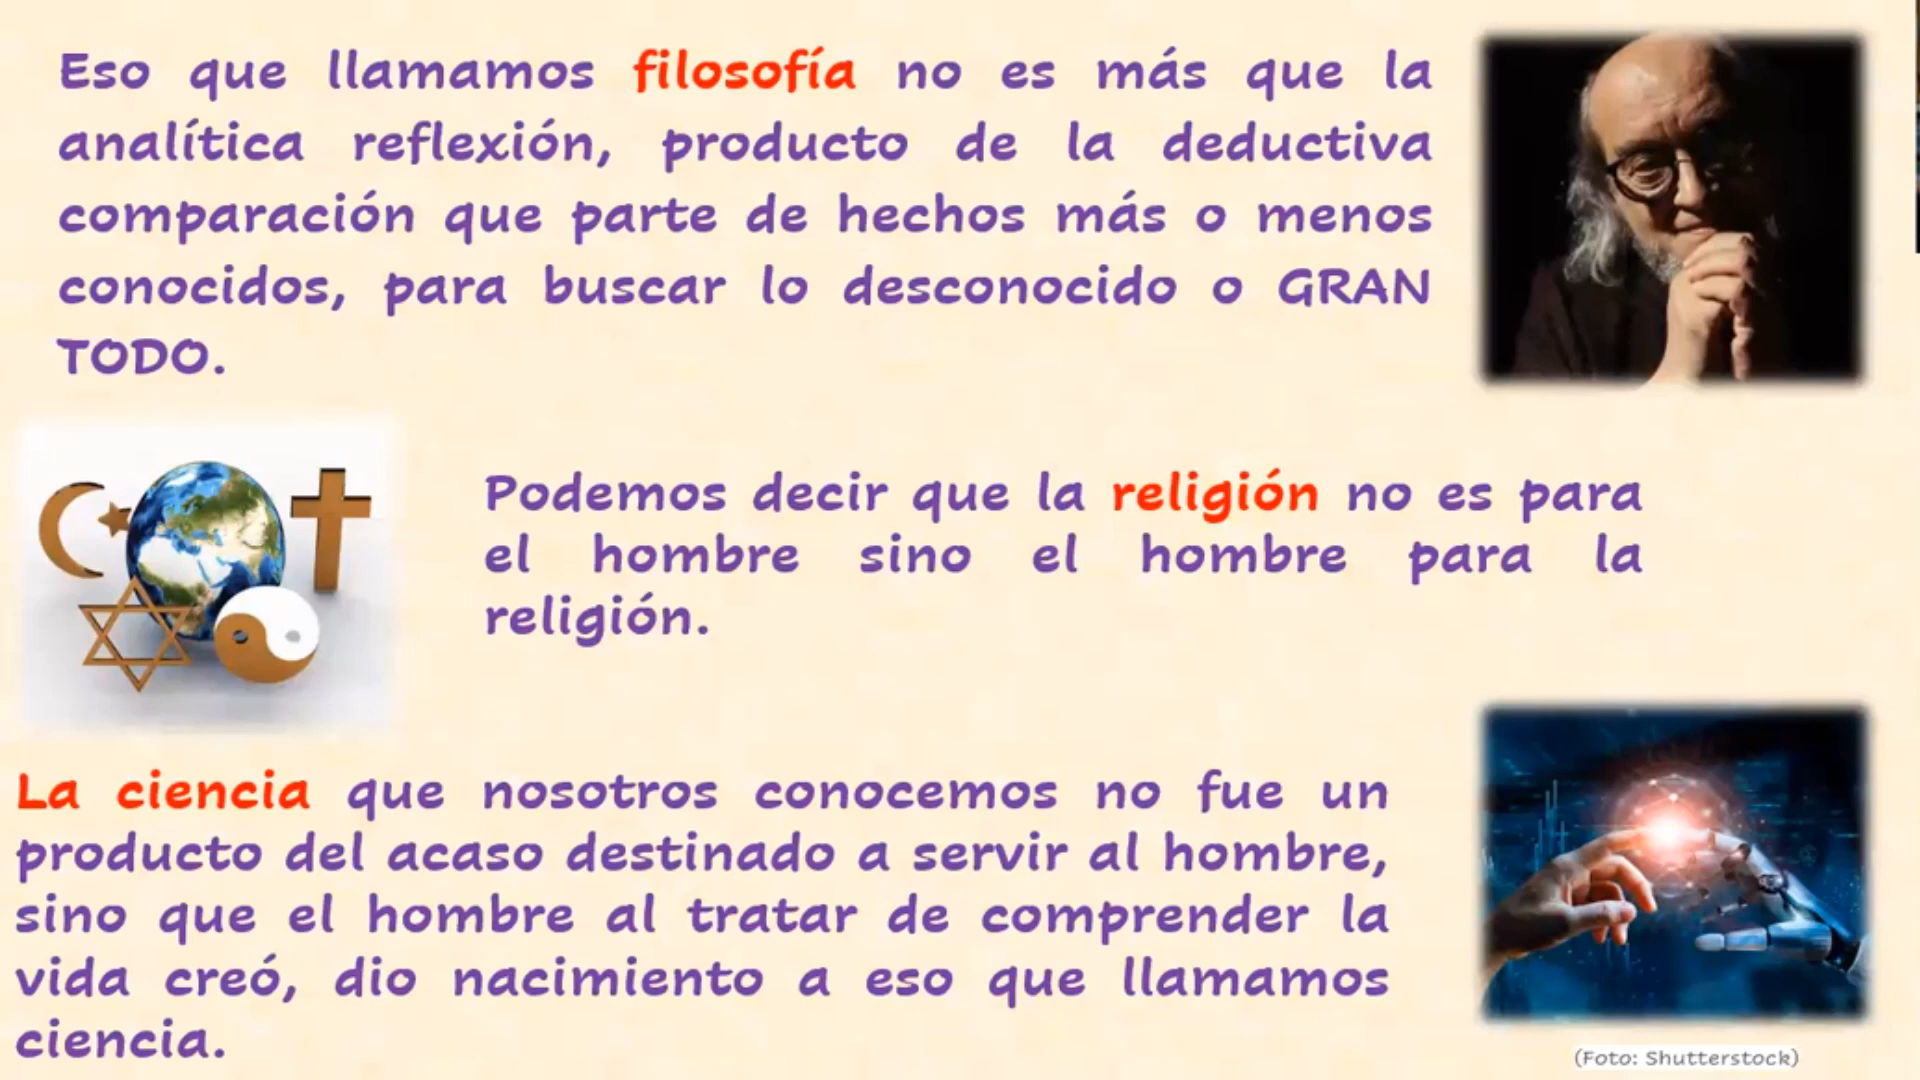 Eso que llamamos filosofía no es más que la
analítica reflexión, producto de la deductiva
comparación que parte de hechos más o menos
conocidos, para buscar lo desconocido o GRAN
TODO.
Podemos decir que la religión no es para
el hombre sino el hombre para la
religión.
La ciencia que nosotros conocemos no fue un
producto del acaso destinado a servir al hombre,
sino que el hombre al tratar de comprender la
vida creó, dio nacimiento a eso que llamamos
ciencia.
(Foto: Shutterstock)